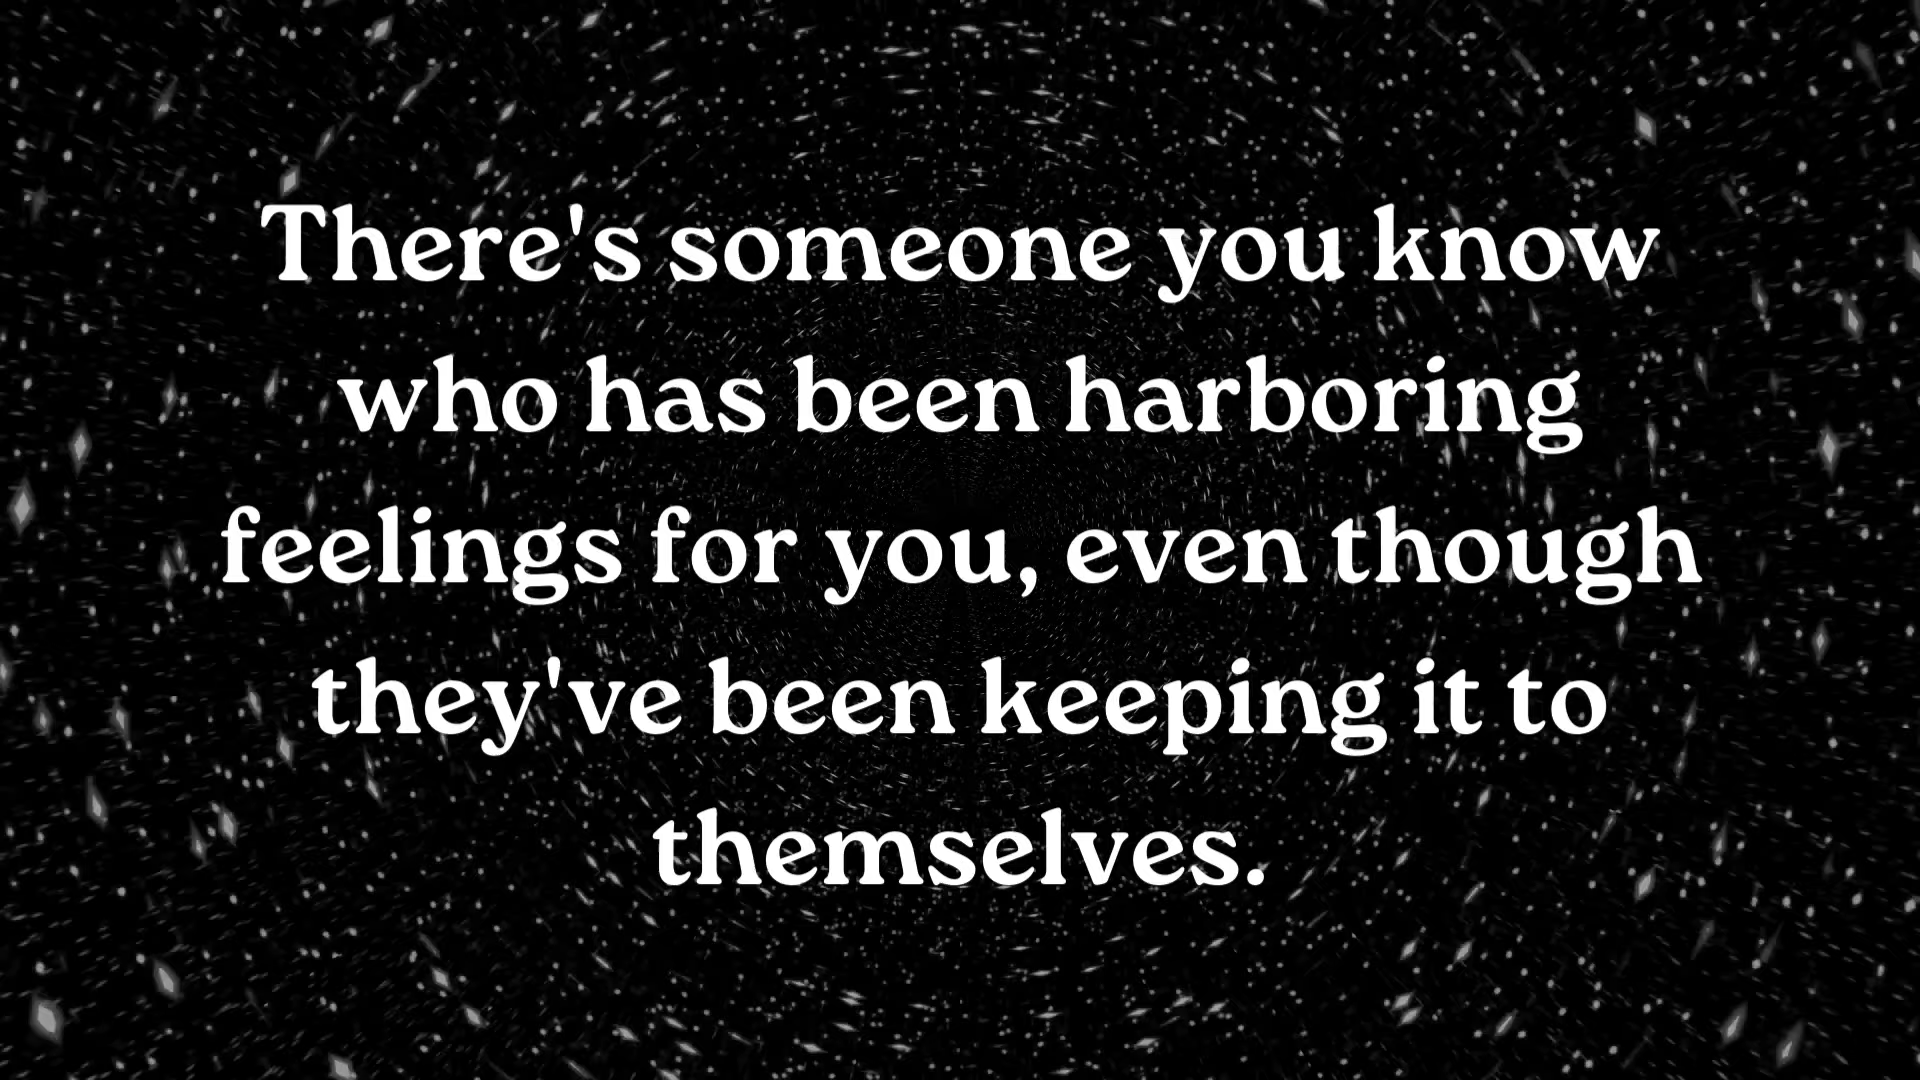 There's someone you know
who has been harboring
feelings for you, even though
they've been keeping it to
themselves.